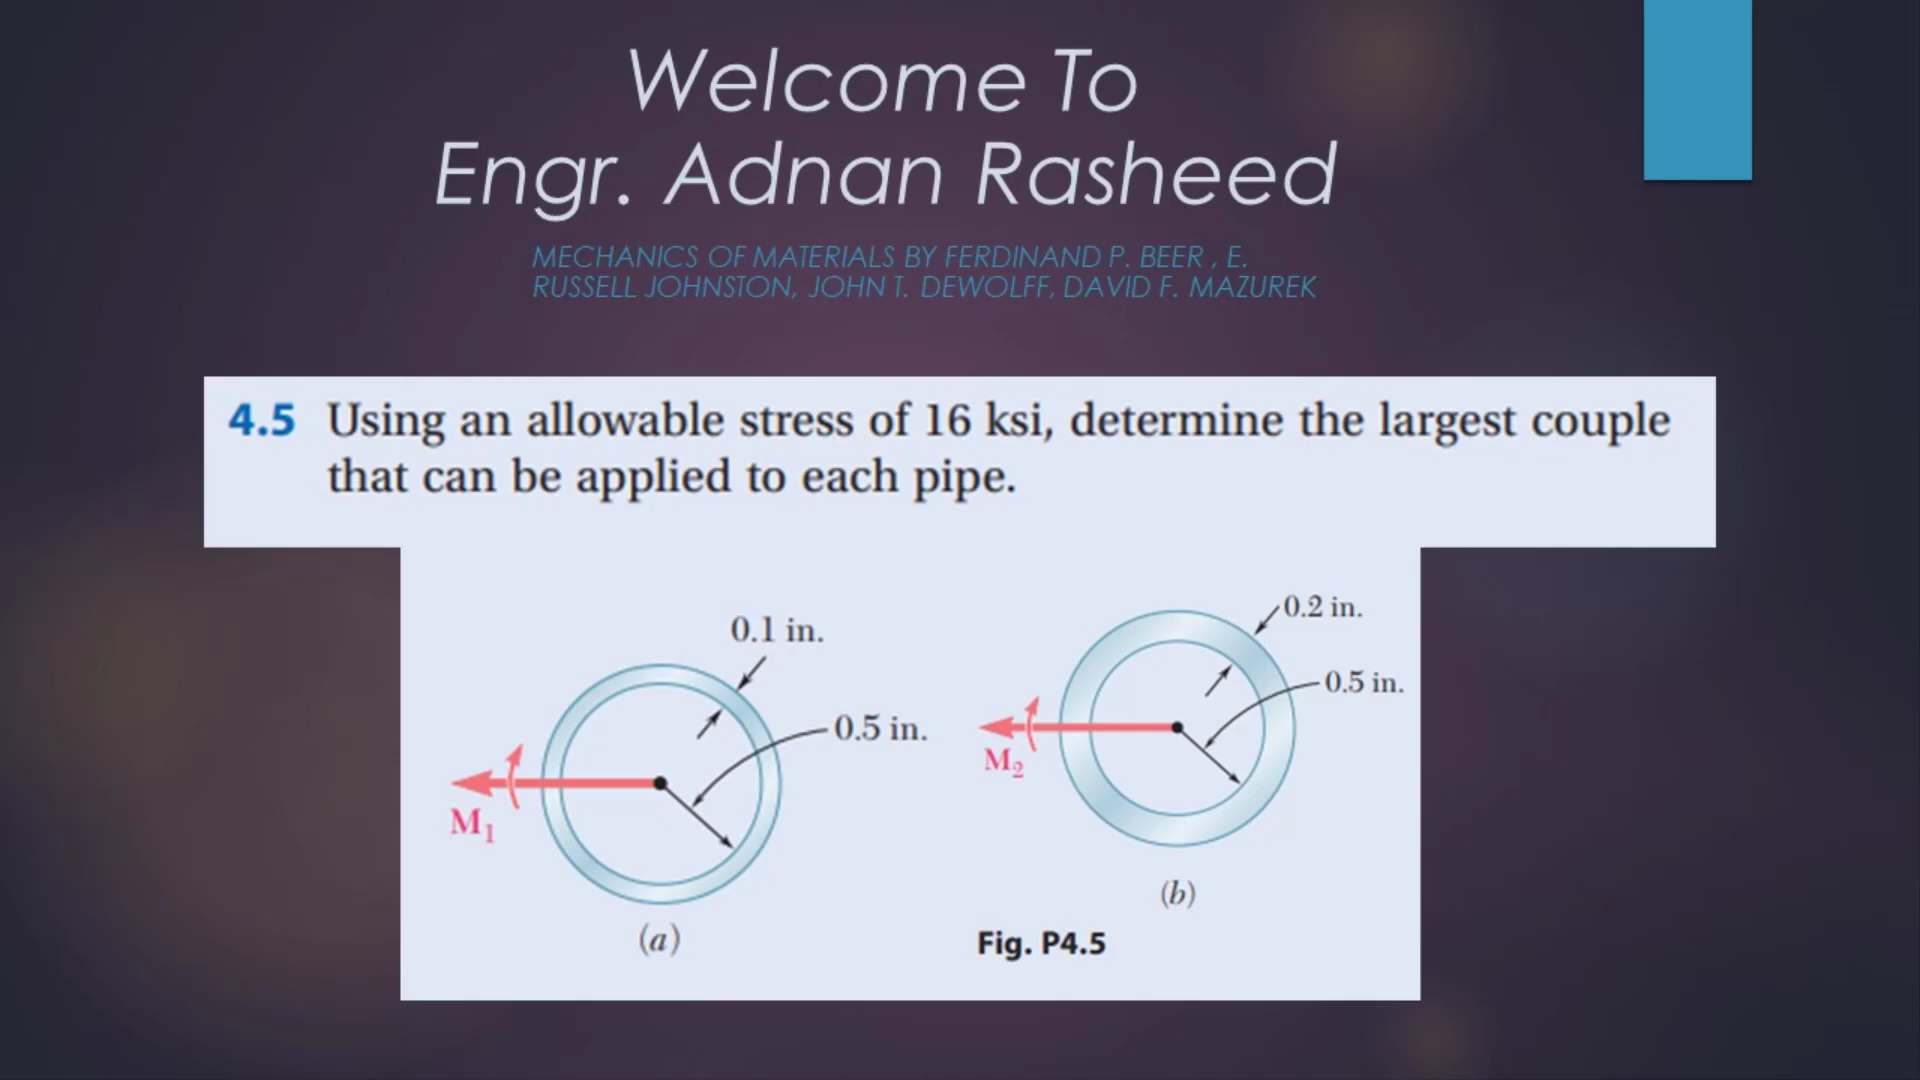 Welcome To
Engr. Adnan Rasheed
MECHANICS OF MATERIALS BY FERDINAND P. BEER , E.
RUSSELL JOHNSTON, JOHN T. DEWOLFF, DAVID F. MAZUREK
4.5 Using an allowable stress of 16 ksi, determine the largest couple
that can be applied to each pipe.
0.1 in.
0.5 in.
M1
(a)
0.2 in.
0.5 in.
M2
(b)
Fig. P4.5